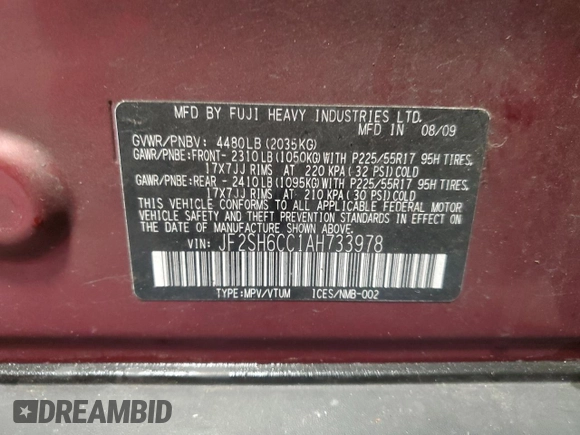 MFD BY FUJI HEAVY INDUSTRIES LTD.
MFD IN 08/09
GVWR/PNBV: 4480LB(2035KG)
GAWR/PNBE:FRONT-2310LB(1050KG)WITH P225/55R17 95H TIRES,
17X7JJ RIMS AT 220 KPA(32 PSI)COLD
GAWR/PNBE:REAR -2410LB(1095KG)WITH P225/55R17 95H TIRES,
17X7JJ RIMS AT 210 KPA(30 PSI)COLD
THIS VEHICLE CONFORMS TO ALL APPLICABLE FEDERAL MOTOR
VEHICLE SAFETY AND THEFT PREVENTION STANDARDS IN EFFECT ON
THE DATE OF MANUFACTURE SHOWN ABOVE.
VIN: JF2SH6CC1AH733978
TYPE:MPV/VTUM ICES/NMB-002
DREAMBID